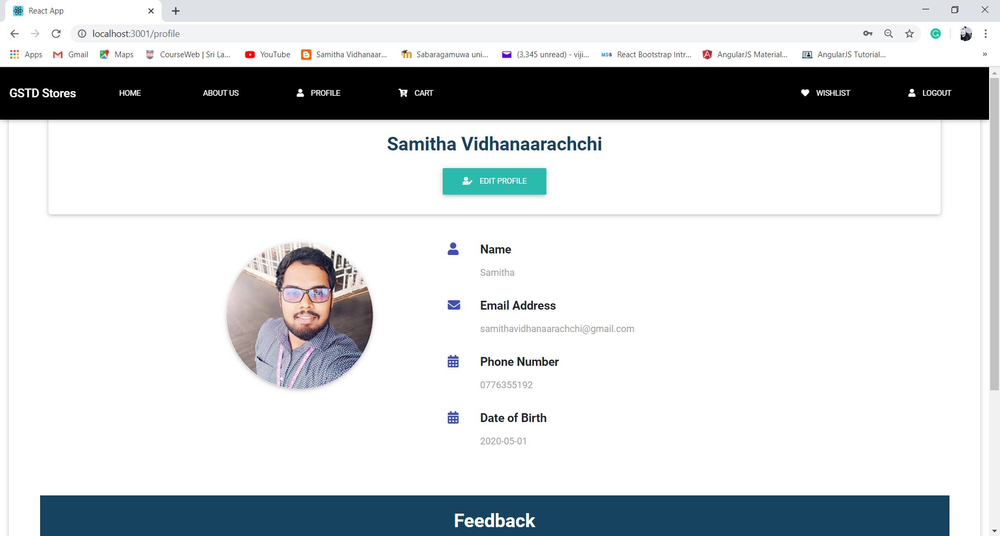 React App
localhost:3001/profile
Apps Gmail Maps CourseWeb | Sri La... YouTube Samitha Vidhanaar... Sabaragamuwa uni... (3,345 unread) - viji... MDB React Bootstrap Intr... AngularJS Material... AngularJS Tutorial... »
GSTD Stores HOME ABOUT US PROFILE CART WISHLIST LOGOUT
Samitha Vidhanaarachchi
EDIT PROFILE
Name
Samitha
Email Address
samithavidhanaarachchi@gmail.com
Phone Number
0776355192
Date of Birth
2020-05-01
Feedback